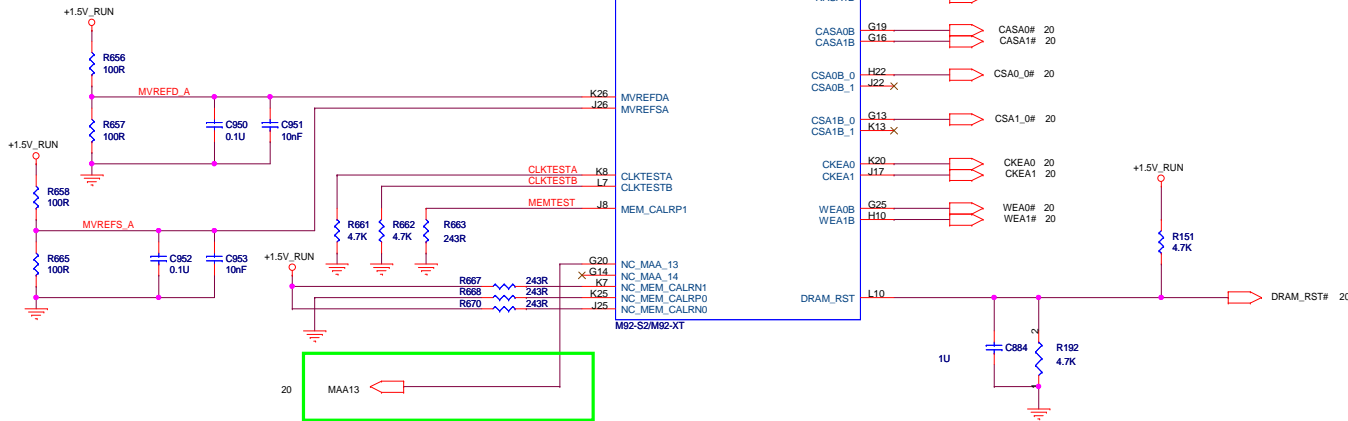 +1.5V_RUN
R656
100R
MVREFD_A
R657
100R
C950
0.1U
C951
10nF
+1.5V_RUN
R658
100R
MVREFS_A
R665
100R
C952
0.1U
C953
10nF
K26
MVREFDA
J26
MVREFSA
CLKTESTA
K8
CLKTESTA
CLKTESTB
L7
CLKTESTB
MEMTEST
J8
MEM_CALRP1
R661
4.7K
R662
4.7K
R663
243R
+1.5V_RUN
G20
NC_MAA_13
G14
NC_MAA_14
R667
243R
K7
NC_MEM_CALRN1
R668
243R
K25
NC_MEM_CALRP0
R670
243R
J25
NC_MEM_CALRN0
M92-S2/M92-XT
20
MAA13
CASA0B
G19
CASA0# 20
CASA1B
G16
CASA1# 20
CSA0B_0
H22
CSA0_0# 20
CSA0B_1
J22
CSA1B_0
G13
CSA1_0# 20
CSA1B_1
K13
CKEA0
K20
CKEA0 20
CKEA1
J17
CKEA1 20
WEA0B
G25
WEA0# 20
WEA1B
H10
WEA1# 20
+1.5V_RUN
R151
4.7K
DRAM_RST
L10
DRAM_RST# 20
C884
1U
2
R192
4.7K
1